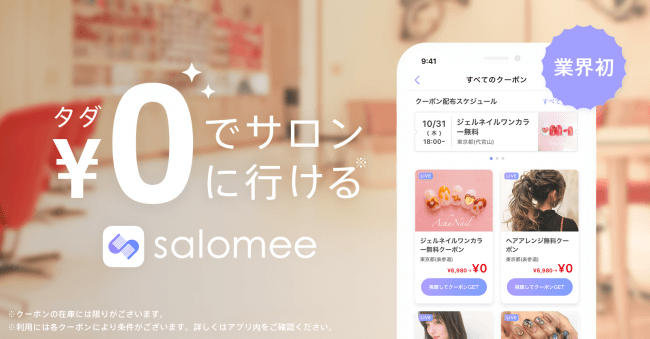 タダ
¥0でサロン
に行ける※
salomee
※クーポンの在庫には限りがございます。
※利用には各クーポンにより条件がございます。詳しくはアプリ内をご確認ください。
業界初
9:41
すべてのクーポン
クーポン配布スケジュール
すべ
10/31
(木)
18:00~
ジェルネイルワンカラ
ー無料
東京都(代官山)
LIVE
Actu Nail
ジェルネイルワンカラ
ー無料クーポン
東京都(表参道)
¥6,980→¥0
視聴してクーポンGET
LIVE
ヘアアレンジ無料クー
ポン
東京都(表参道)
¥6,980→¥0
視聴してクーポンGET
LIVE
LIVE